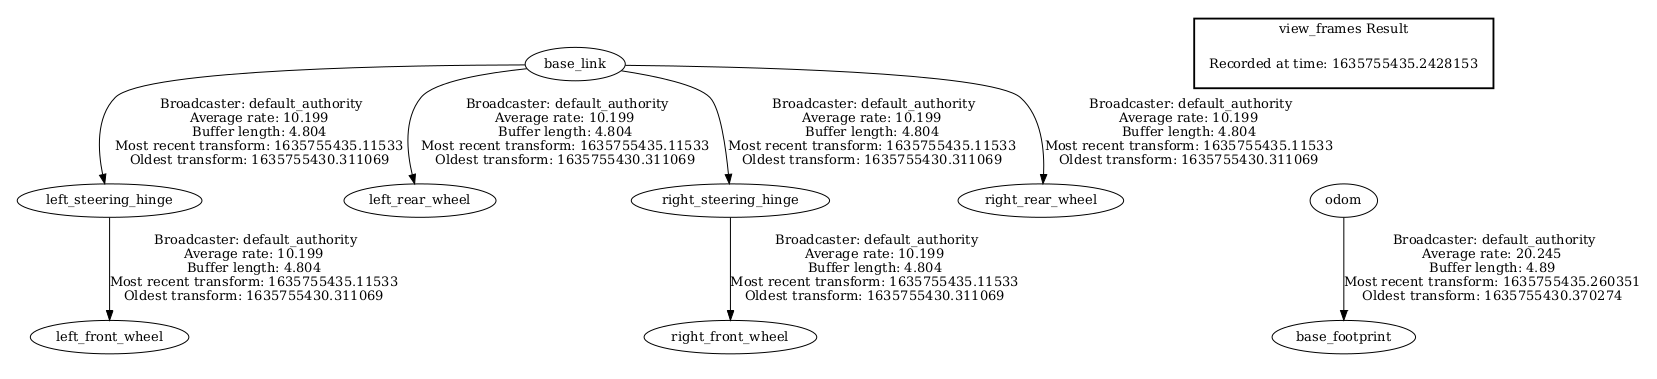 view_frames Result
Recorded at time: 1635755435.2428153
base_link
Broadcaster: default_authority
Average rate: 10.199
Buffer length: 4.804
Most recent transform: 1635755435.11533
Oldest transform: 1635755430.311069
Broadcaster: default_authority
Average rate: 10.199
Buffer length: 4.804
Most recent transform: 1635755435.11533
Oldest transform: 1635755430.311069
Broadcaster: default_authority
Average rate: 10.199
Buffer length: 4.804
Most recent transform: 1635755435.11533
Oldest transform: 1635755430.311069
Broadcaster: default_authority
Average rate: 10.199
Buffer length: 4.804
Most recent transform: 1635755435.11533
Oldest transform: 1635755430.311069
left_steering_hinge
left_rear_wheel
right_steering_hinge
right_rear_wheel
odom
Broadcaster: default_authority
Average rate: 10.199
Buffer length: 4.804
Most recent transform: 1635755435.11533
Oldest transform: 1635755430.311069
Broadcaster: default_authority
Average rate: 10.199
Buffer length: 4.804
Most recent transform: 1635755435.11533
Oldest transform: 1635755430.311069
Broadcaster: default_authority
Average rate: 20.245
Buffer length: 4.89
Most recent transform: 1635755435.260351
Oldest transform: 1635755430.370274
left_front_wheel
right_front_wheel
base_footprint